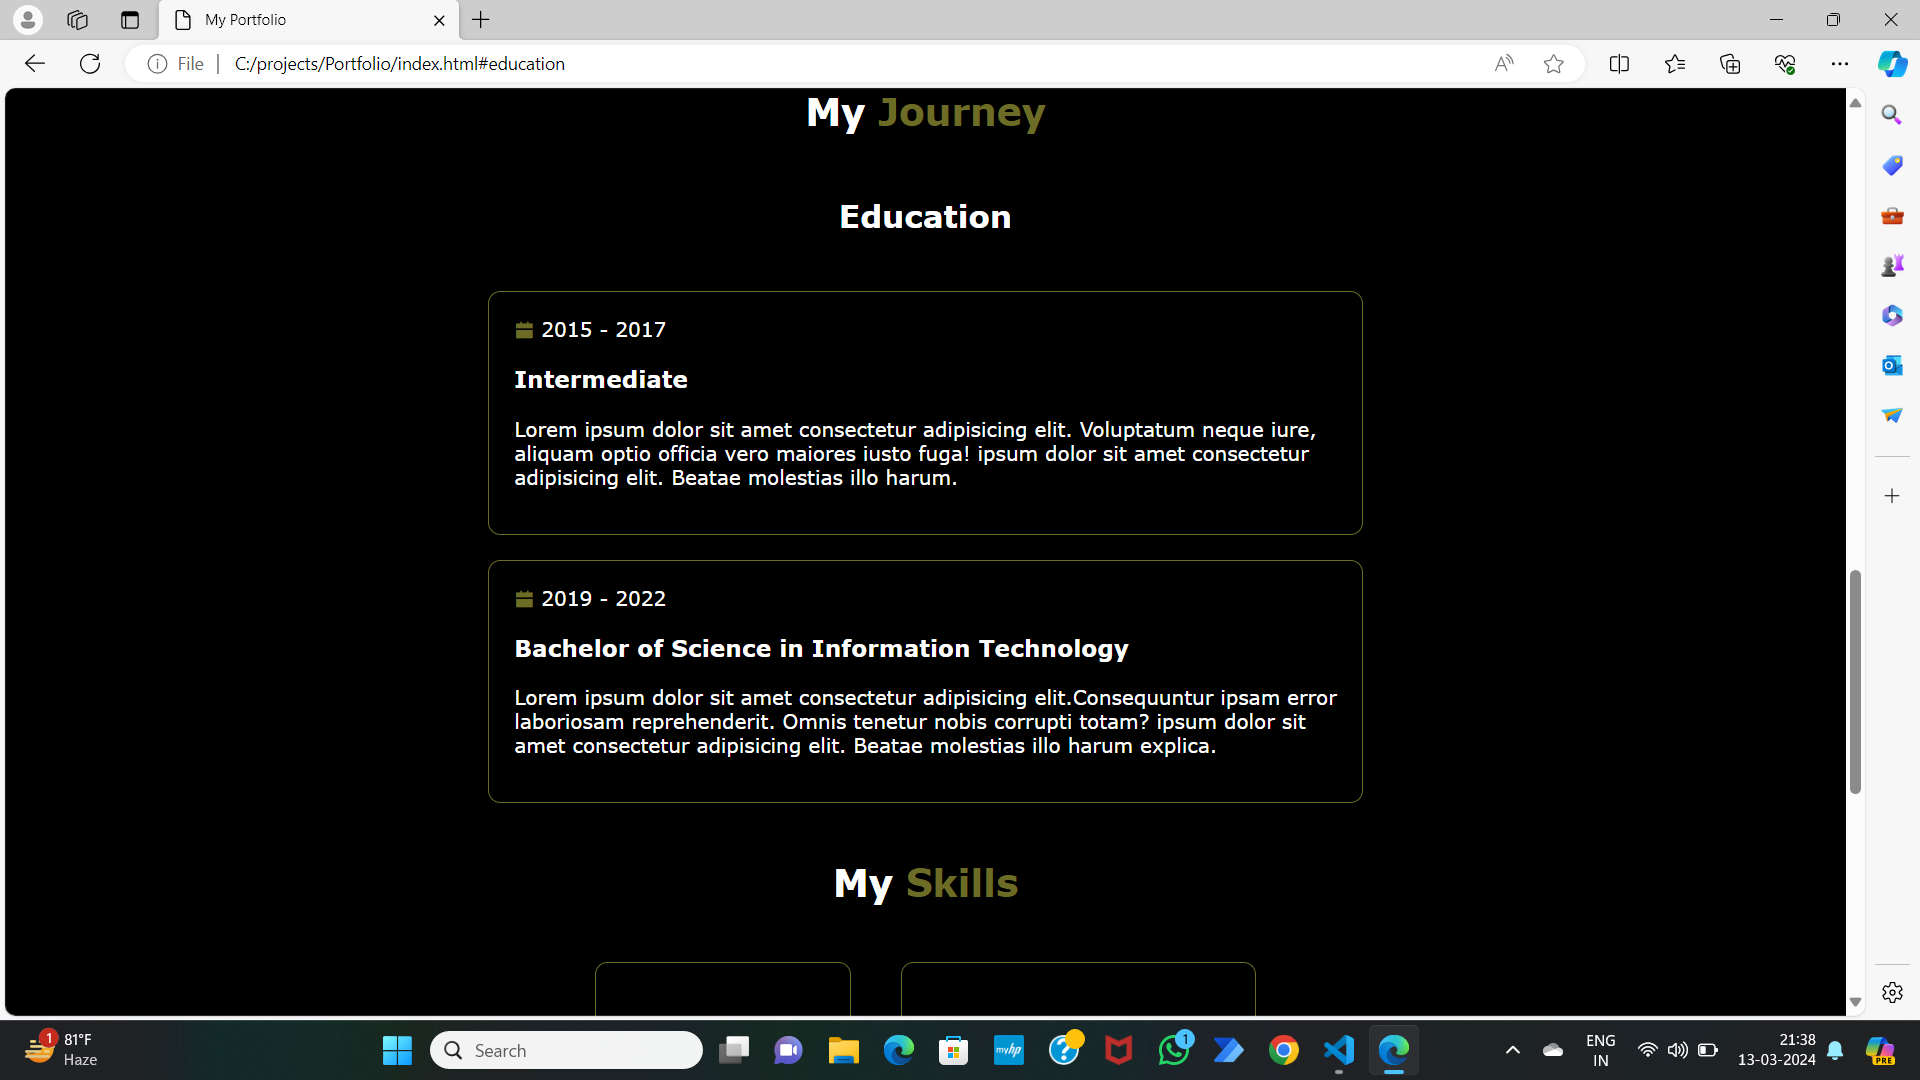 My Portfolio
File
C:/projects/Portfolio/index.html#education
My Journey
Education
2015 - 2017
Intermediate
Lorem ipsum dolor sit amet consectetur adipisicing elit. Voluptatum neque iure,
aliquam optio officia vero maiores iusto fuga! ipsum dolor sit amet consectetur
adipisicing elit. Beatae molestias illo harum.
2019 - 2022
Bachelor of Science in Information Technology
Lorem ipsum dolor sit amet consectetur adipisicing elit.Consequuntur ipsam error
laboriosam reprehenderit. Omnis tenetur nobis corrupti totam? ipsum dolor sit
amet consectetur adipisicing elit. Beatae molestias illo harum explica.
My Skills
1
81°F
Haze
Search
myhp
1
ENG
IN
21:38
13-03-2024
PRE